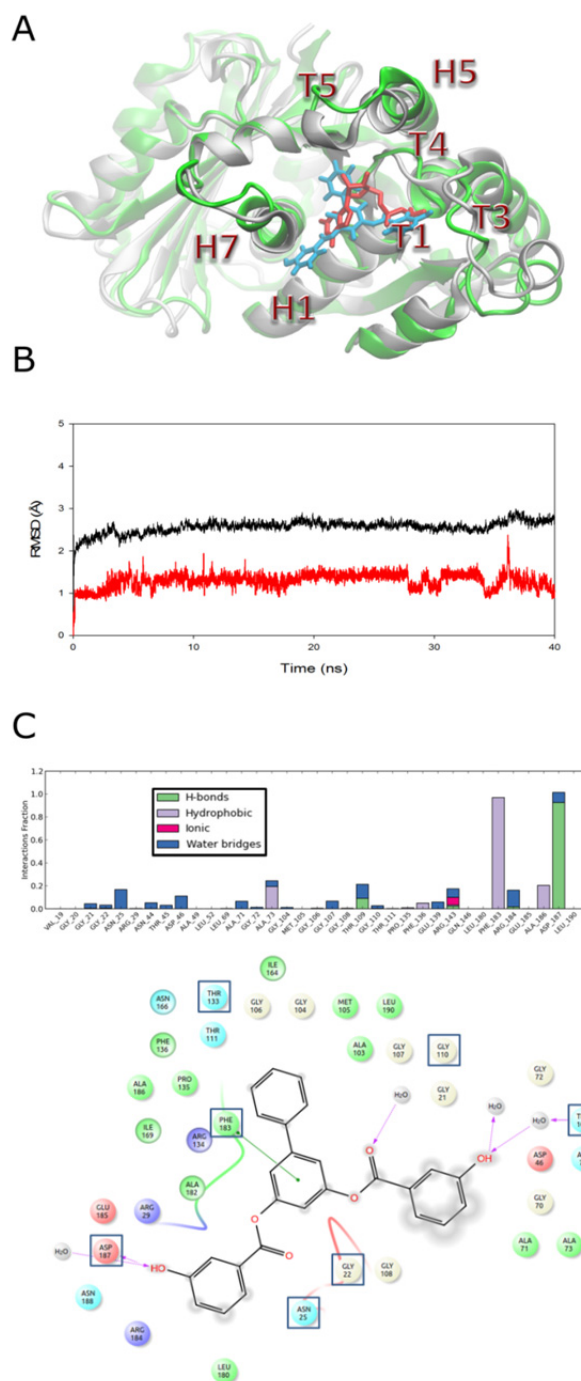 A
T5
H5
T4
T3
T1
H7
H1
B
5
4
3
2
1
0
RMSD (Å)
0
10
20
30
40
Time (ns)
C
1.2
1.0
0.8
0.6
0.4
0.2
0.0
Interactions Fraction
H-bonds
Hydrophobic
Ionic
Water bridges
VAL_19
GLY_20
GLY_21
GLY_22
ASN_25
ARG_29
ASN_44
THR_45
ASP_46
ALA_49
LEU_52
LEU_69
ALA_71
GLY_72
ALA_73
GLY_104
MET_105
GLY_106
GLY_107
GLY_108
THR_109
GLY_110
THR_111
PRO_135
PHE_136
GLU_139
ARG_143
GLN_146
LEU_180
PHE_183
ARG_184
GLU_185
ALA_186
ASP_187
LEU_190
ILE
164
ASN
166
THR
133
GLY
106
GLY
104
MET
105
LEU
190
PHE
136
THR
111
ALA
103
GLY
107
GLY
110
ALA
186
PRO
135
GLY
21
GLY
72
H2O
H2O
H2O
ILE
169
ARG
134
PHE
183
O
OH
ASP
46
ALA
182
O
GLY
70
GLU
185
ARG
29
O
O
ALA
71
ALA
73
H2O
ASP
187
HO
GLY
22
GLY
108
ASN
188
ASN
25
ARG
184
LEU
180